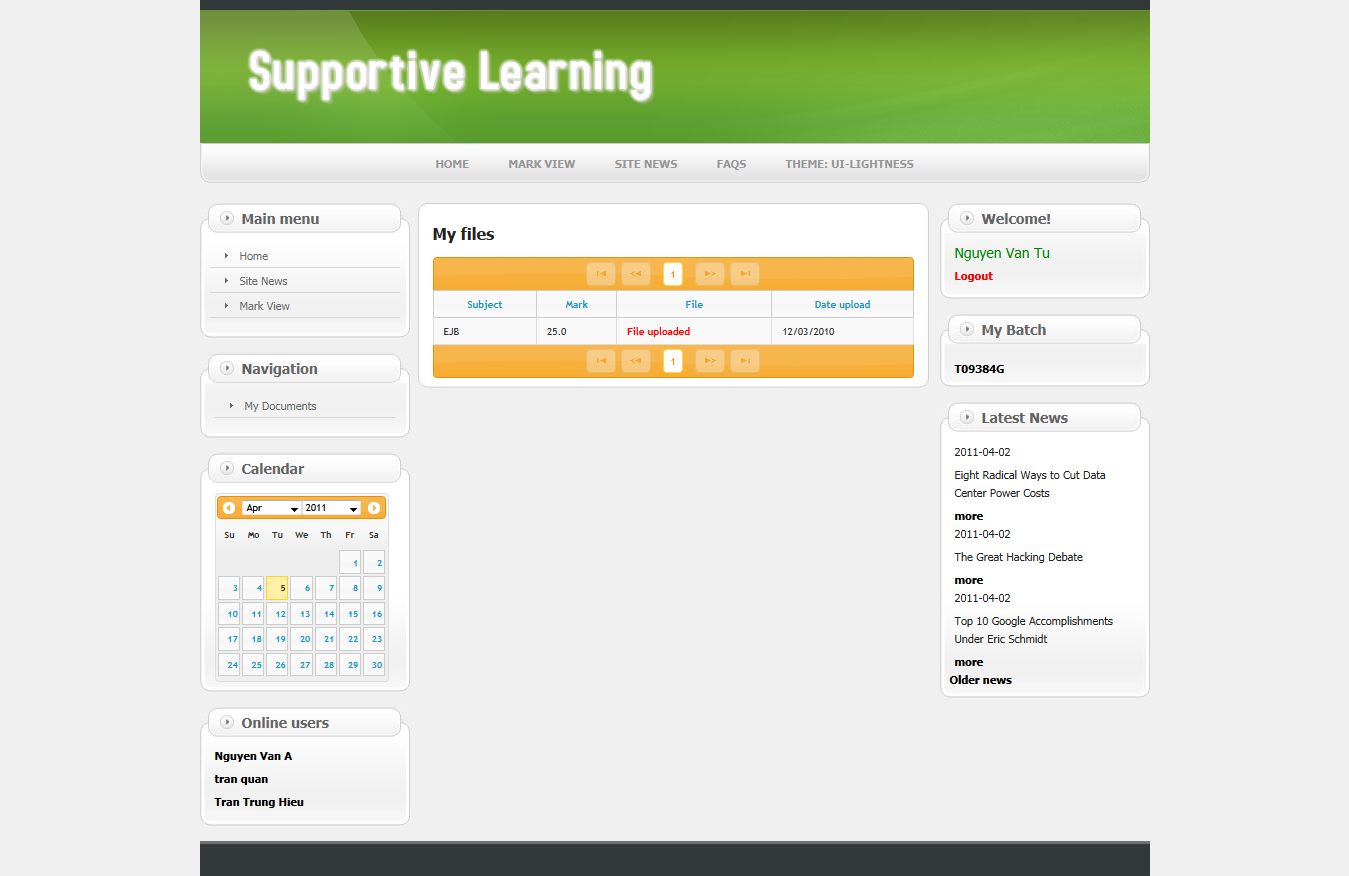 Supportive Learning
HOME MARK VIEW SITE NEWS FAQS THEME: UI-LIGHTNESS
Main menu
Home
Site News
Mark View
Navigation
My Documents
Calendar
Apr 2011
Su Mo Tu We Th Fr Sa
1 2
3 4 5 6 7 8 9
10 11 12 13 14 15 16
17 18 19 20 21 22 23
24 25 26 27 28 29 30
Online users
Nguyen Van A
tran quan
Tran Trung Hieu
My files
1
Subject Mark File Date upload
EJB 25.0 File uploaded 12/03/2010
1
Welcome!
Nguyen Van Tu
Logout
My Batch
T09384G
Latest News
2011-04-02
Eight Radical Ways to Cut Data
Center Power Costs
more
2011-04-02
The Great Hacking Debate
more
2011-04-02
Top 10 Google Accomplishments
Under Eric Schmidt
more
Older news